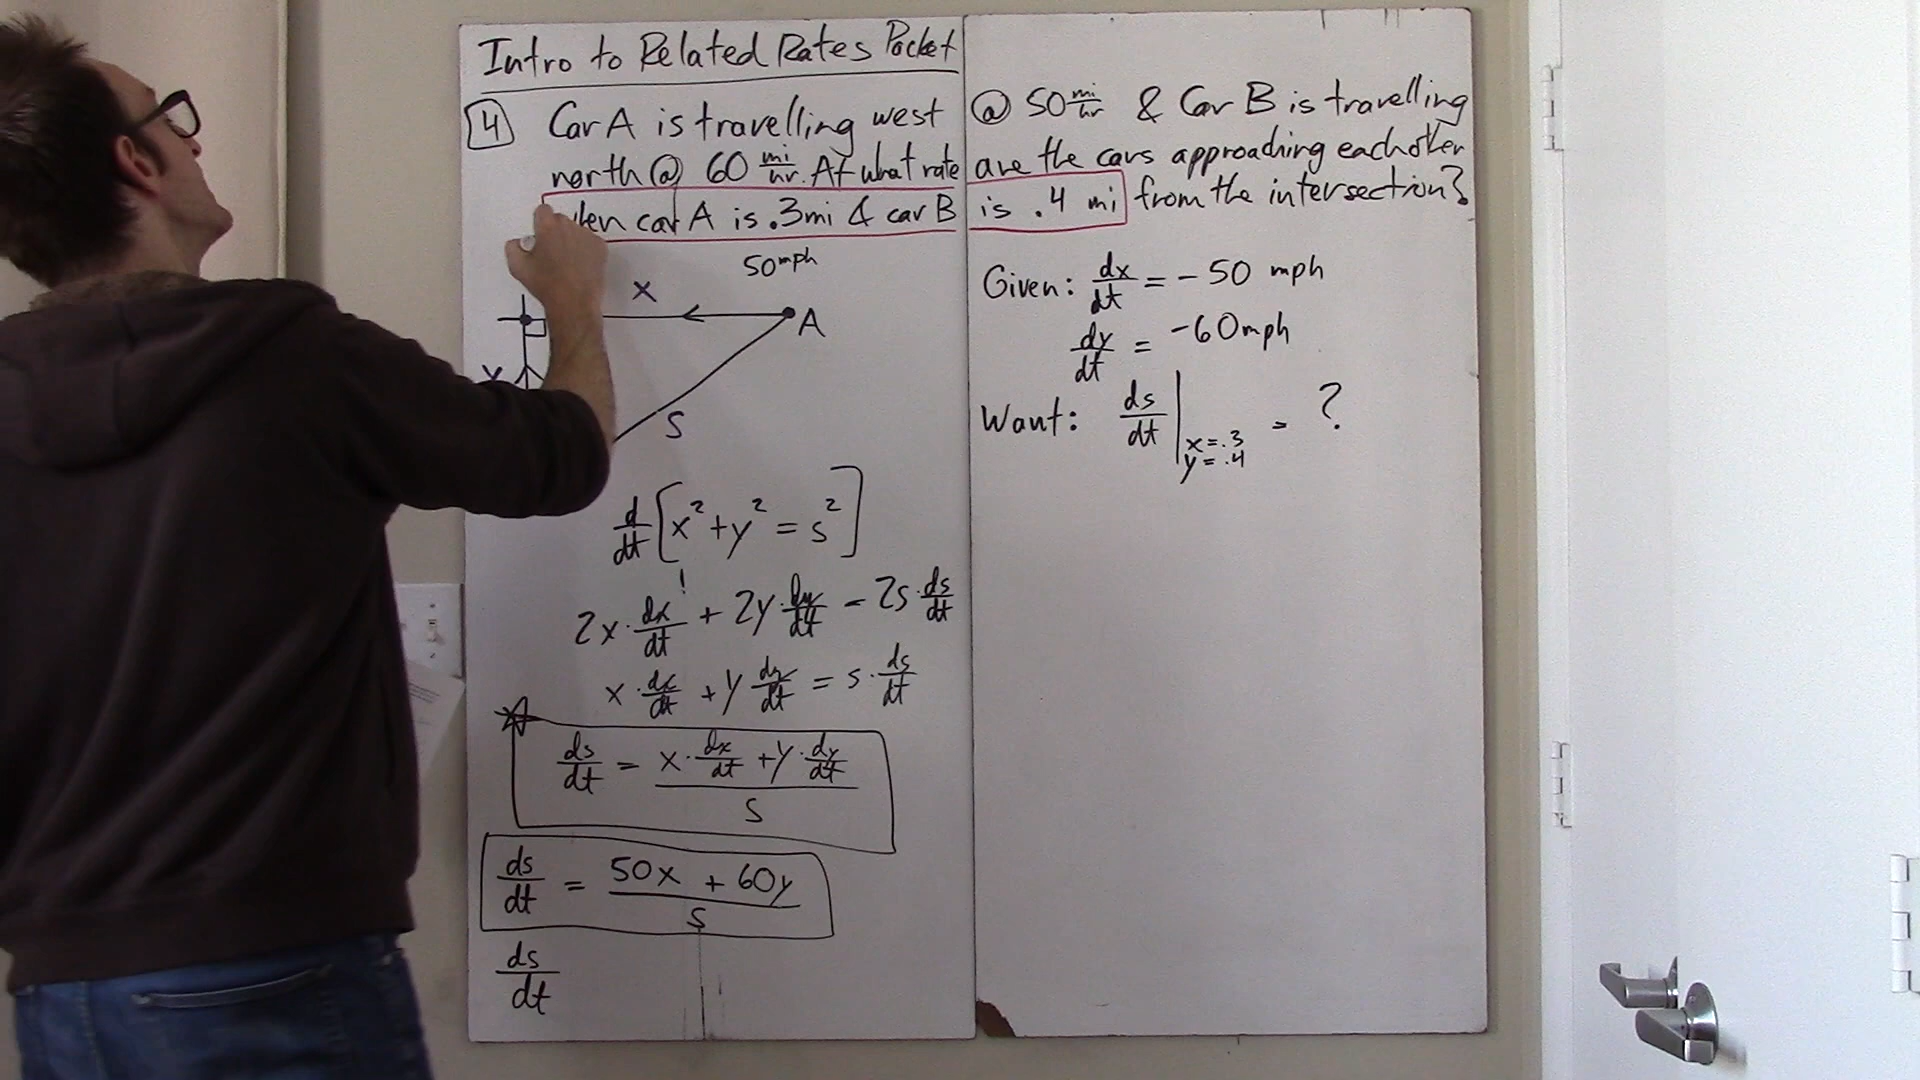 Intro to Related Rates Packet
4 Car A is travelling west @ 50 mi/hr & Car B is travelling
north @ 60 mi/hr. At what rate are the cars approaching eachother
when car A is .3mi & car B is .4 mi from the intersection?
50mph
x
A
y
S
d/dt [x² + y² = s²]
2x · dx/dt + 2y · dy/dt = 2s · ds/dt
x · dx/dt + y dy/dt = s · ds/dt
ds/dt = (x · dx/dt + y · dy/dt) / s
ds/dt = (50x + 60y) / s
ds/dt
Given: dx/dt = - 50 mph
dy/dt = -60mph
Want: ds/dt | x=.3 y=.4 = ?